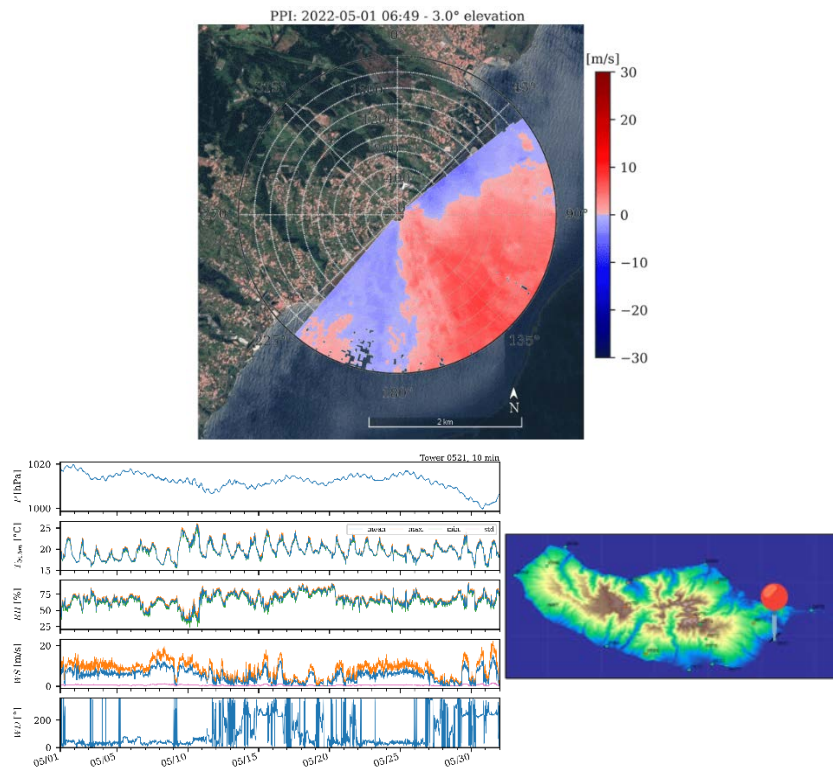 PPI: 2022-05-01 06:49 - 3.0° elevation
[m/s]
0
45°
90°
135°
180°
30
20
10
0
−10
−20
−30
N
2 km
Tower 0521, 10 min
P [hPa]
1020
1000
mean max min std
[°C]
25
20
15
RH [%]
75
50
25
WS [m/s]
20
0
WD [°]
200
0
05/01 05/05 05/10 05/15 05/20 05/25 05/30